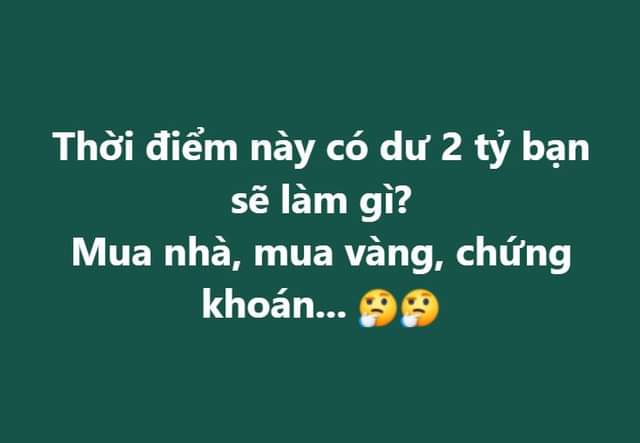 Thời điểm này có dư 2 tỷ bạn
sẽ làm gì?
Mua nhà, mua vàng, chứng
khoán... 🤔🤔